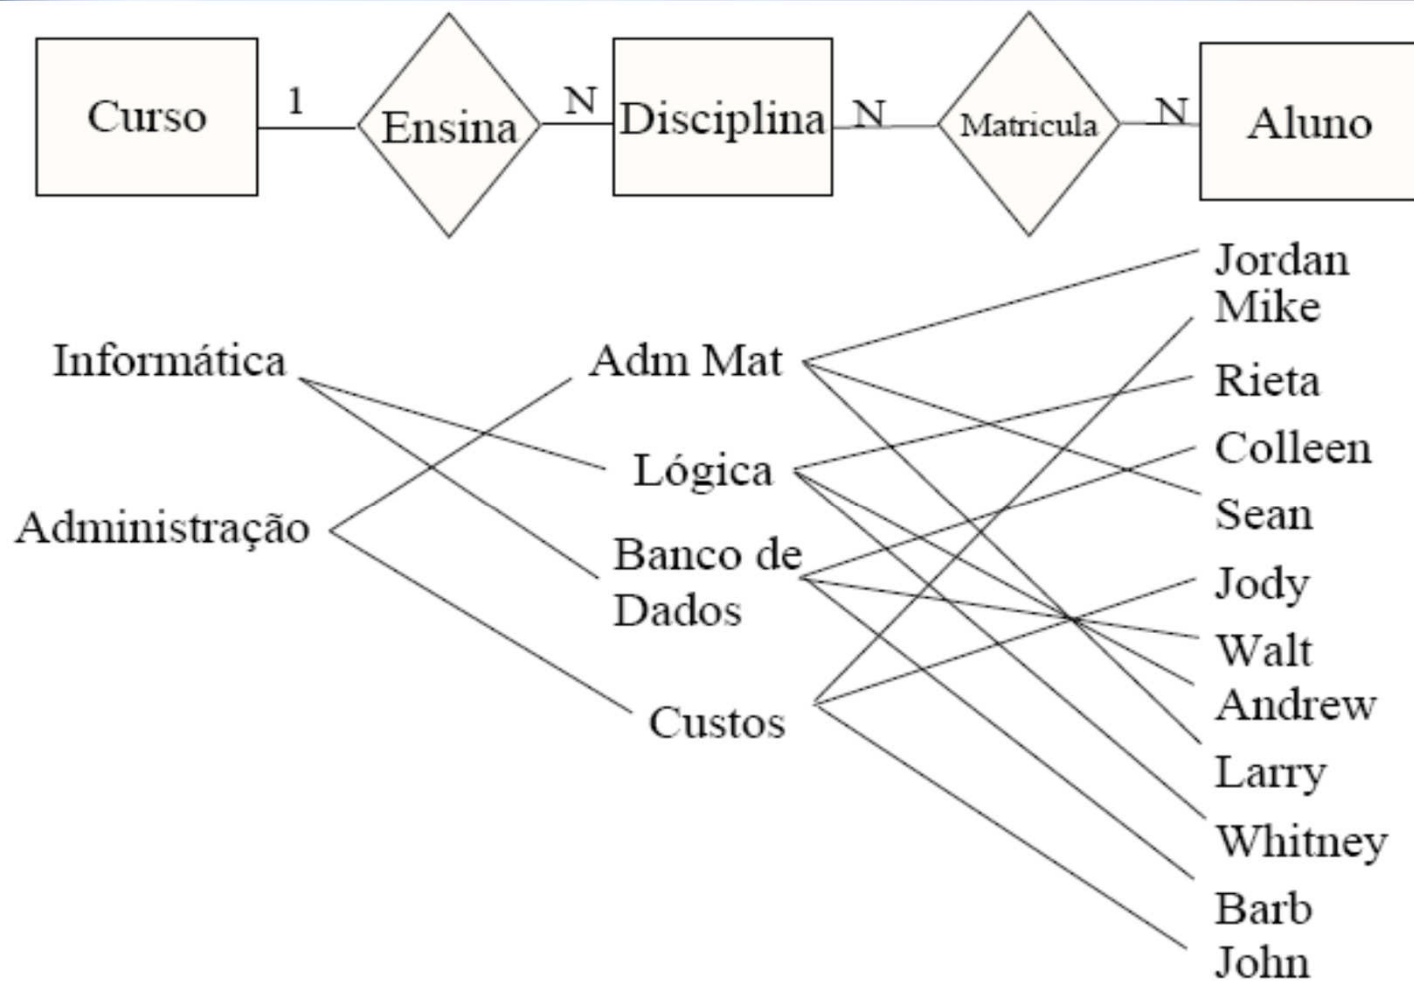 Curso
1
Ensina
N
Disciplina
N
Matricula
N
Aluno
Informática
Administração
Adm Mat
Lógica
Banco de
Dados
Custos
Jordan
Mike
Rieta
Colleen
Sean
Jody
Walt
Andrew
Larry
Whitney
Barb
John